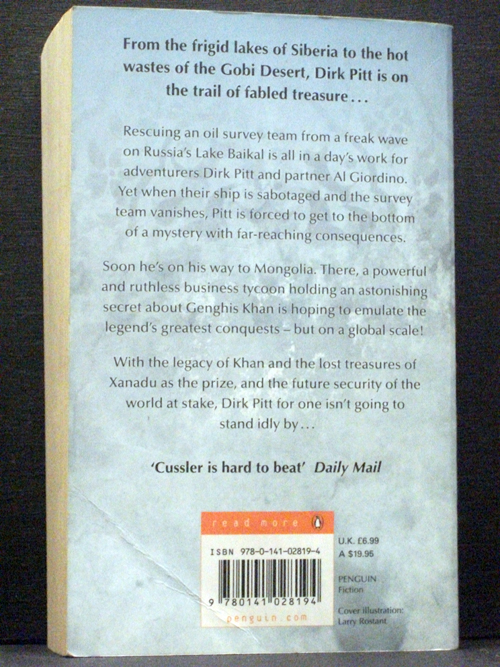 From the frigid lakes of Siberia to the hot
wastes of the Gobi Desert, Dirk Pitt is on
the trail of fabled treasure...
Rescuing an oil survey team from a freak wave
on Russia's Lake Baikal is all in a day's work for
adventurers Dirk Pitt and partner Al Giordino.
Yet when their ship is sabotaged and the survey
team vanishes, Pitt is forced to get to the bottom
of a mystery with far-reaching consequences.
Soon he's on his way to Mongolia. There, a powerful
and ruthless business tycoon holding an astonishing
secret about Genghis Khan is hoping to emulate the
legend's greatest conquests – but on a global scale!
With the legacy of Khan and the lost treasures of
Xanadu as the prize, and the future security of the
world at stake, Dirk Pitt for one isn't going to
stand idly by...
'Cussler is hard to beat' Daily Mail
read more
ISBN 978-0-141-02819-4
9 780141 028194
penguin.com
U.K. £6.99
A $19.95
PENGUIN
Fiction
Cover illustration:
Larry Rostant